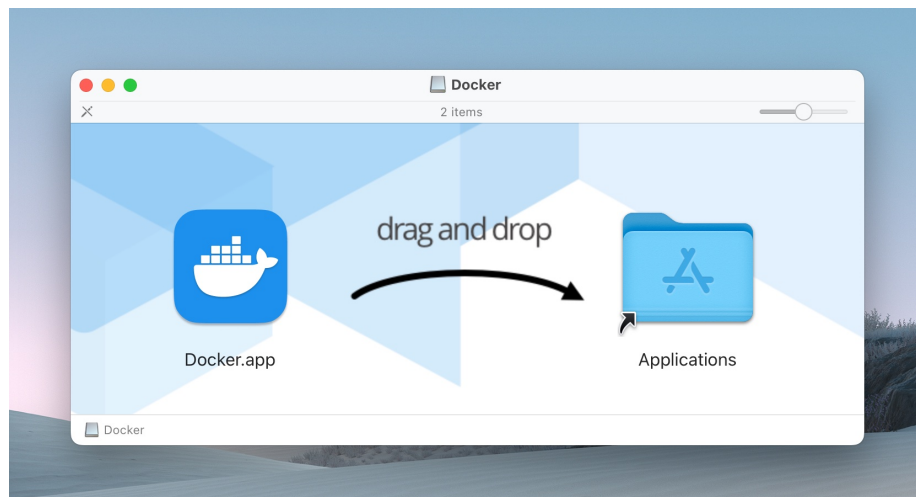 Docker
2 items
drag and drop
Docker.app
Applications
Docker